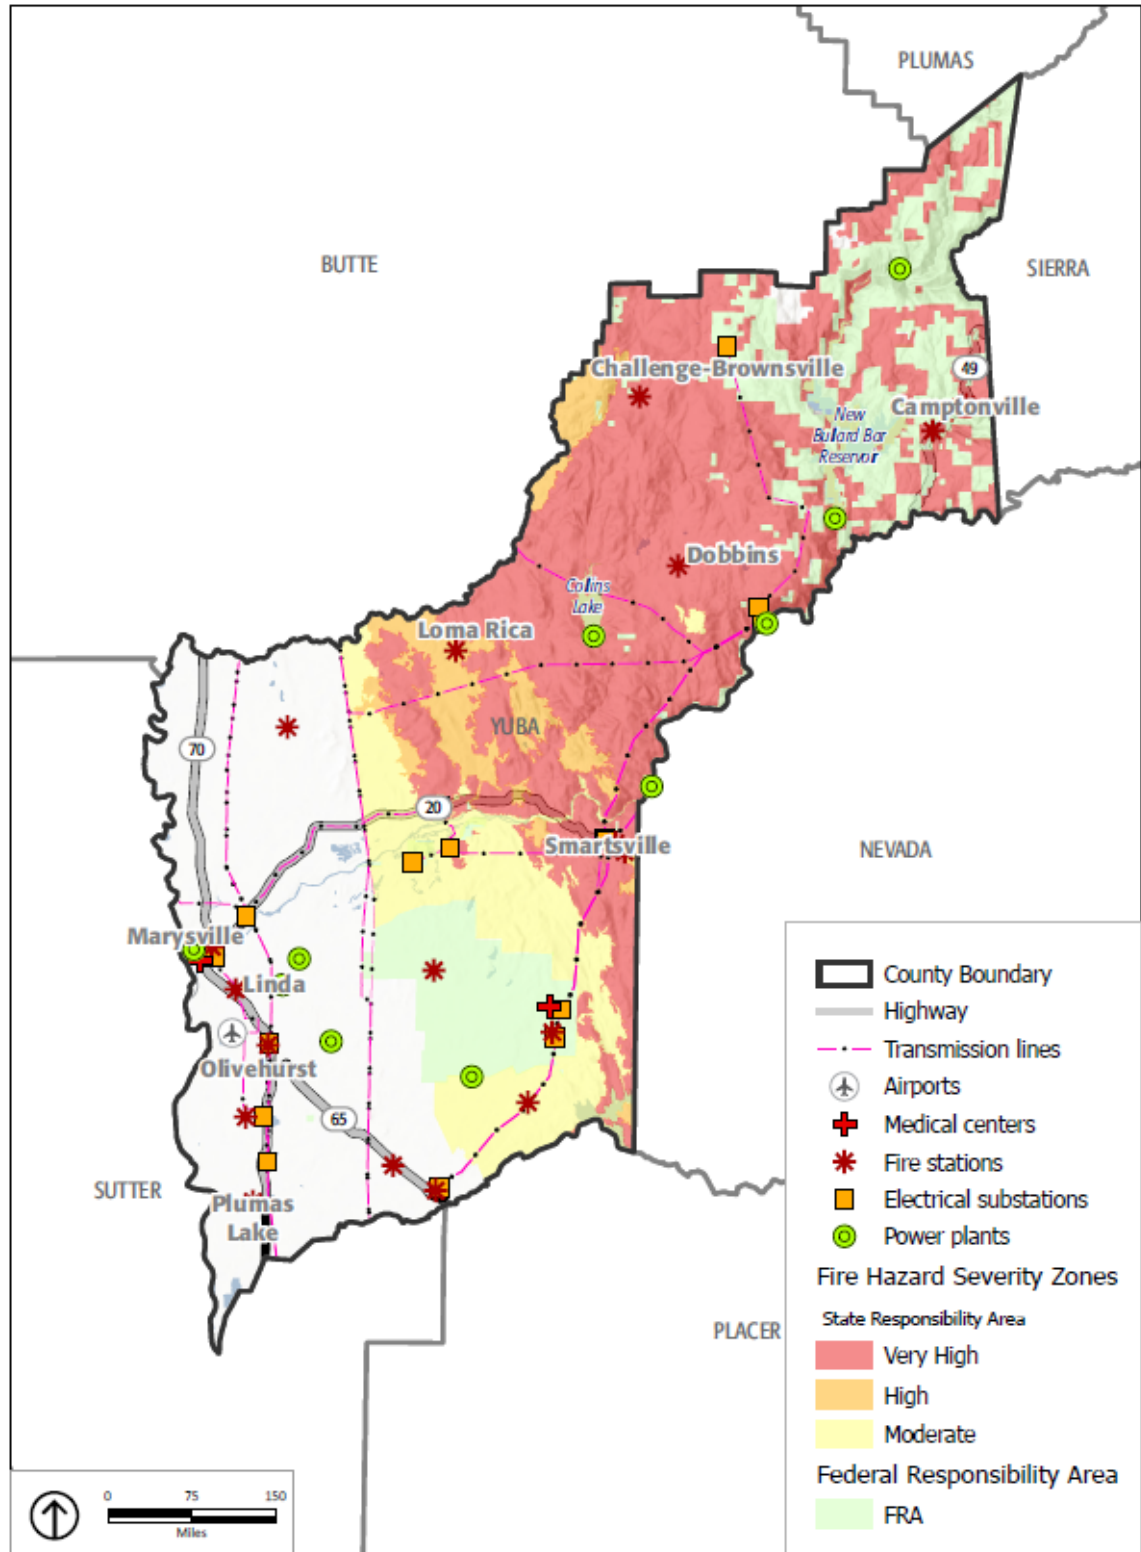 PLUMAS
BUTTE
SIERRA
49
Challenge-Brownsville
New
Bullard Bar
Reservoir
Camptonville
Dobbins
Collins
Lake
Loma Rica
YUBA
70
20
Smartsville
NEVADA
Marysville
Linda
Olivehurst
65
SUTTER
Plumas
Lake
PLACER
County Boundary
Highway
Transmission lines
Airports
Medical centers
Fire stations
Electrical substations
Power plants
Fire Hazard Severity Zones
State Responsibility Area
Very High
High
Moderate
Federal Responsibility Area
FRA
0 75 150
Miles